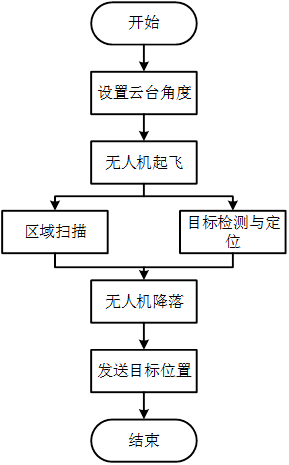 开始
设置云台角度
无人机起飞
区域扫描
目标检测与定
位
无人机降落
发送目标位置
结束